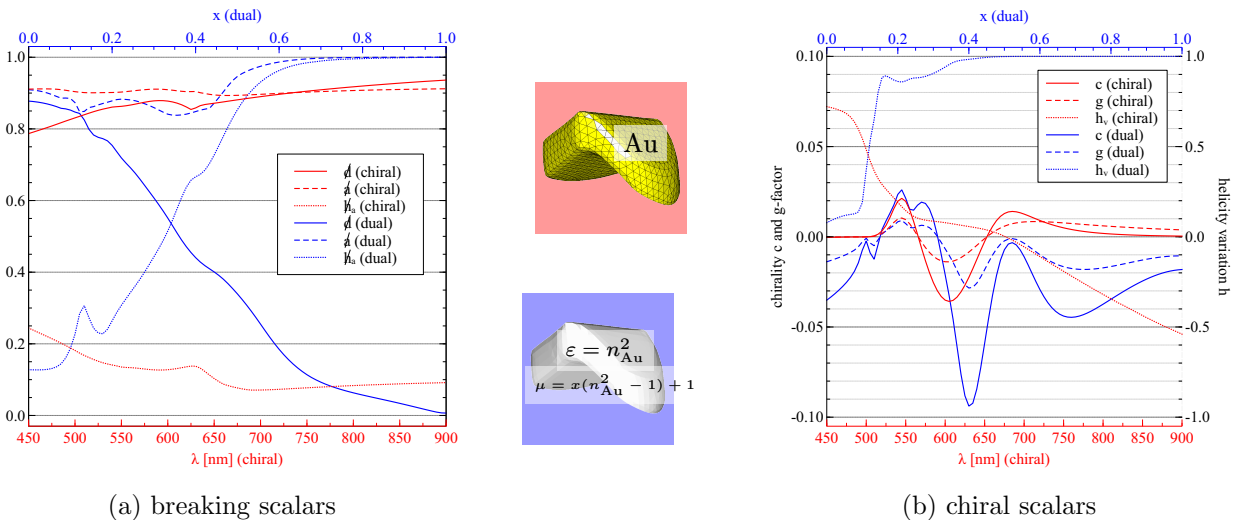 x (dual)
0.0 0.2 0.4 0.6 0.8 1.0
1.0
0.8
0.6
0.4
0.2
0.0
d̸ (chiral)
a̸ (chiral)
h̸ₐ (chiral)
d̸ (dual)
a̸ (dual)
h̸ₐ (dual)
450 500 550 600 650 700 750 800 850 900
λ [nm] (chiral)
(a) breaking scalars
Au
ε = n²_Au
μ = x(n²_Au − 1) + 1
x (dual)
0.0 0.2 0.4 0.6 0.8 1.0
chirality c and g-factor
0.10
0.05
0.00
-0.05
-0.10
c (chiral)
g (chiral)
hᵥ (chiral)
c (dual)
g (dual)
hᵥ (dual)
1.0
0.5
0.0
-0.5
-1.0
helicity variation h
450 500 550 600 650 700 750 800 850 900
λ [nm] (chiral)
(b) chiral scalars